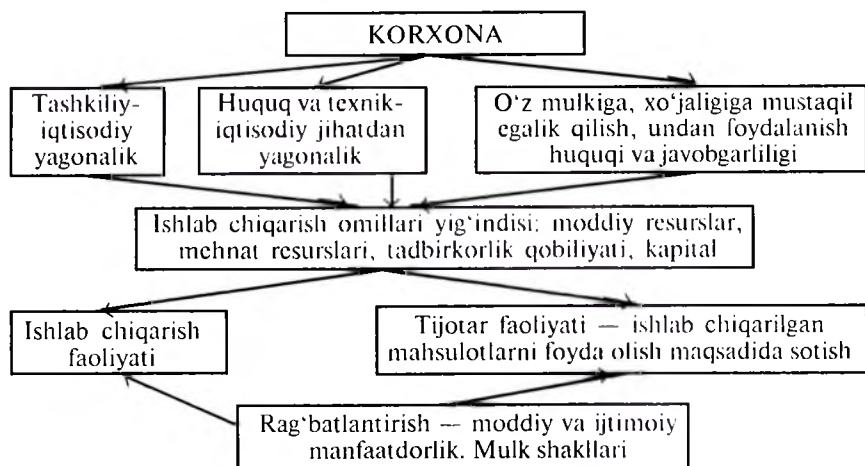 KORXONA
Tashkiliy-
iqtisodiy
yagonalik
Huquq va texnik-
iqtisodiy jihatdan
yagonalik
O‘z mulkiga, xo‘jaligiga mustaqil
egalik qilish, undan foydalanish
huquqi va javobgarliligi
Ishlab chiqarish omillari yig‘indisi: moddiy resurslar,
mehnat resurslari, tadbirkorlik qobiliyati, kapital
Ishlab chiqarish
faoliyati
Tijotar faoliyati — ishlab chiqarilgan
mahsulotlarni foyda olish maqsadida sotish
Rag‘batlantirish — moddiy va ijtimoiy
manfaatdorlik. Mulk shakllari